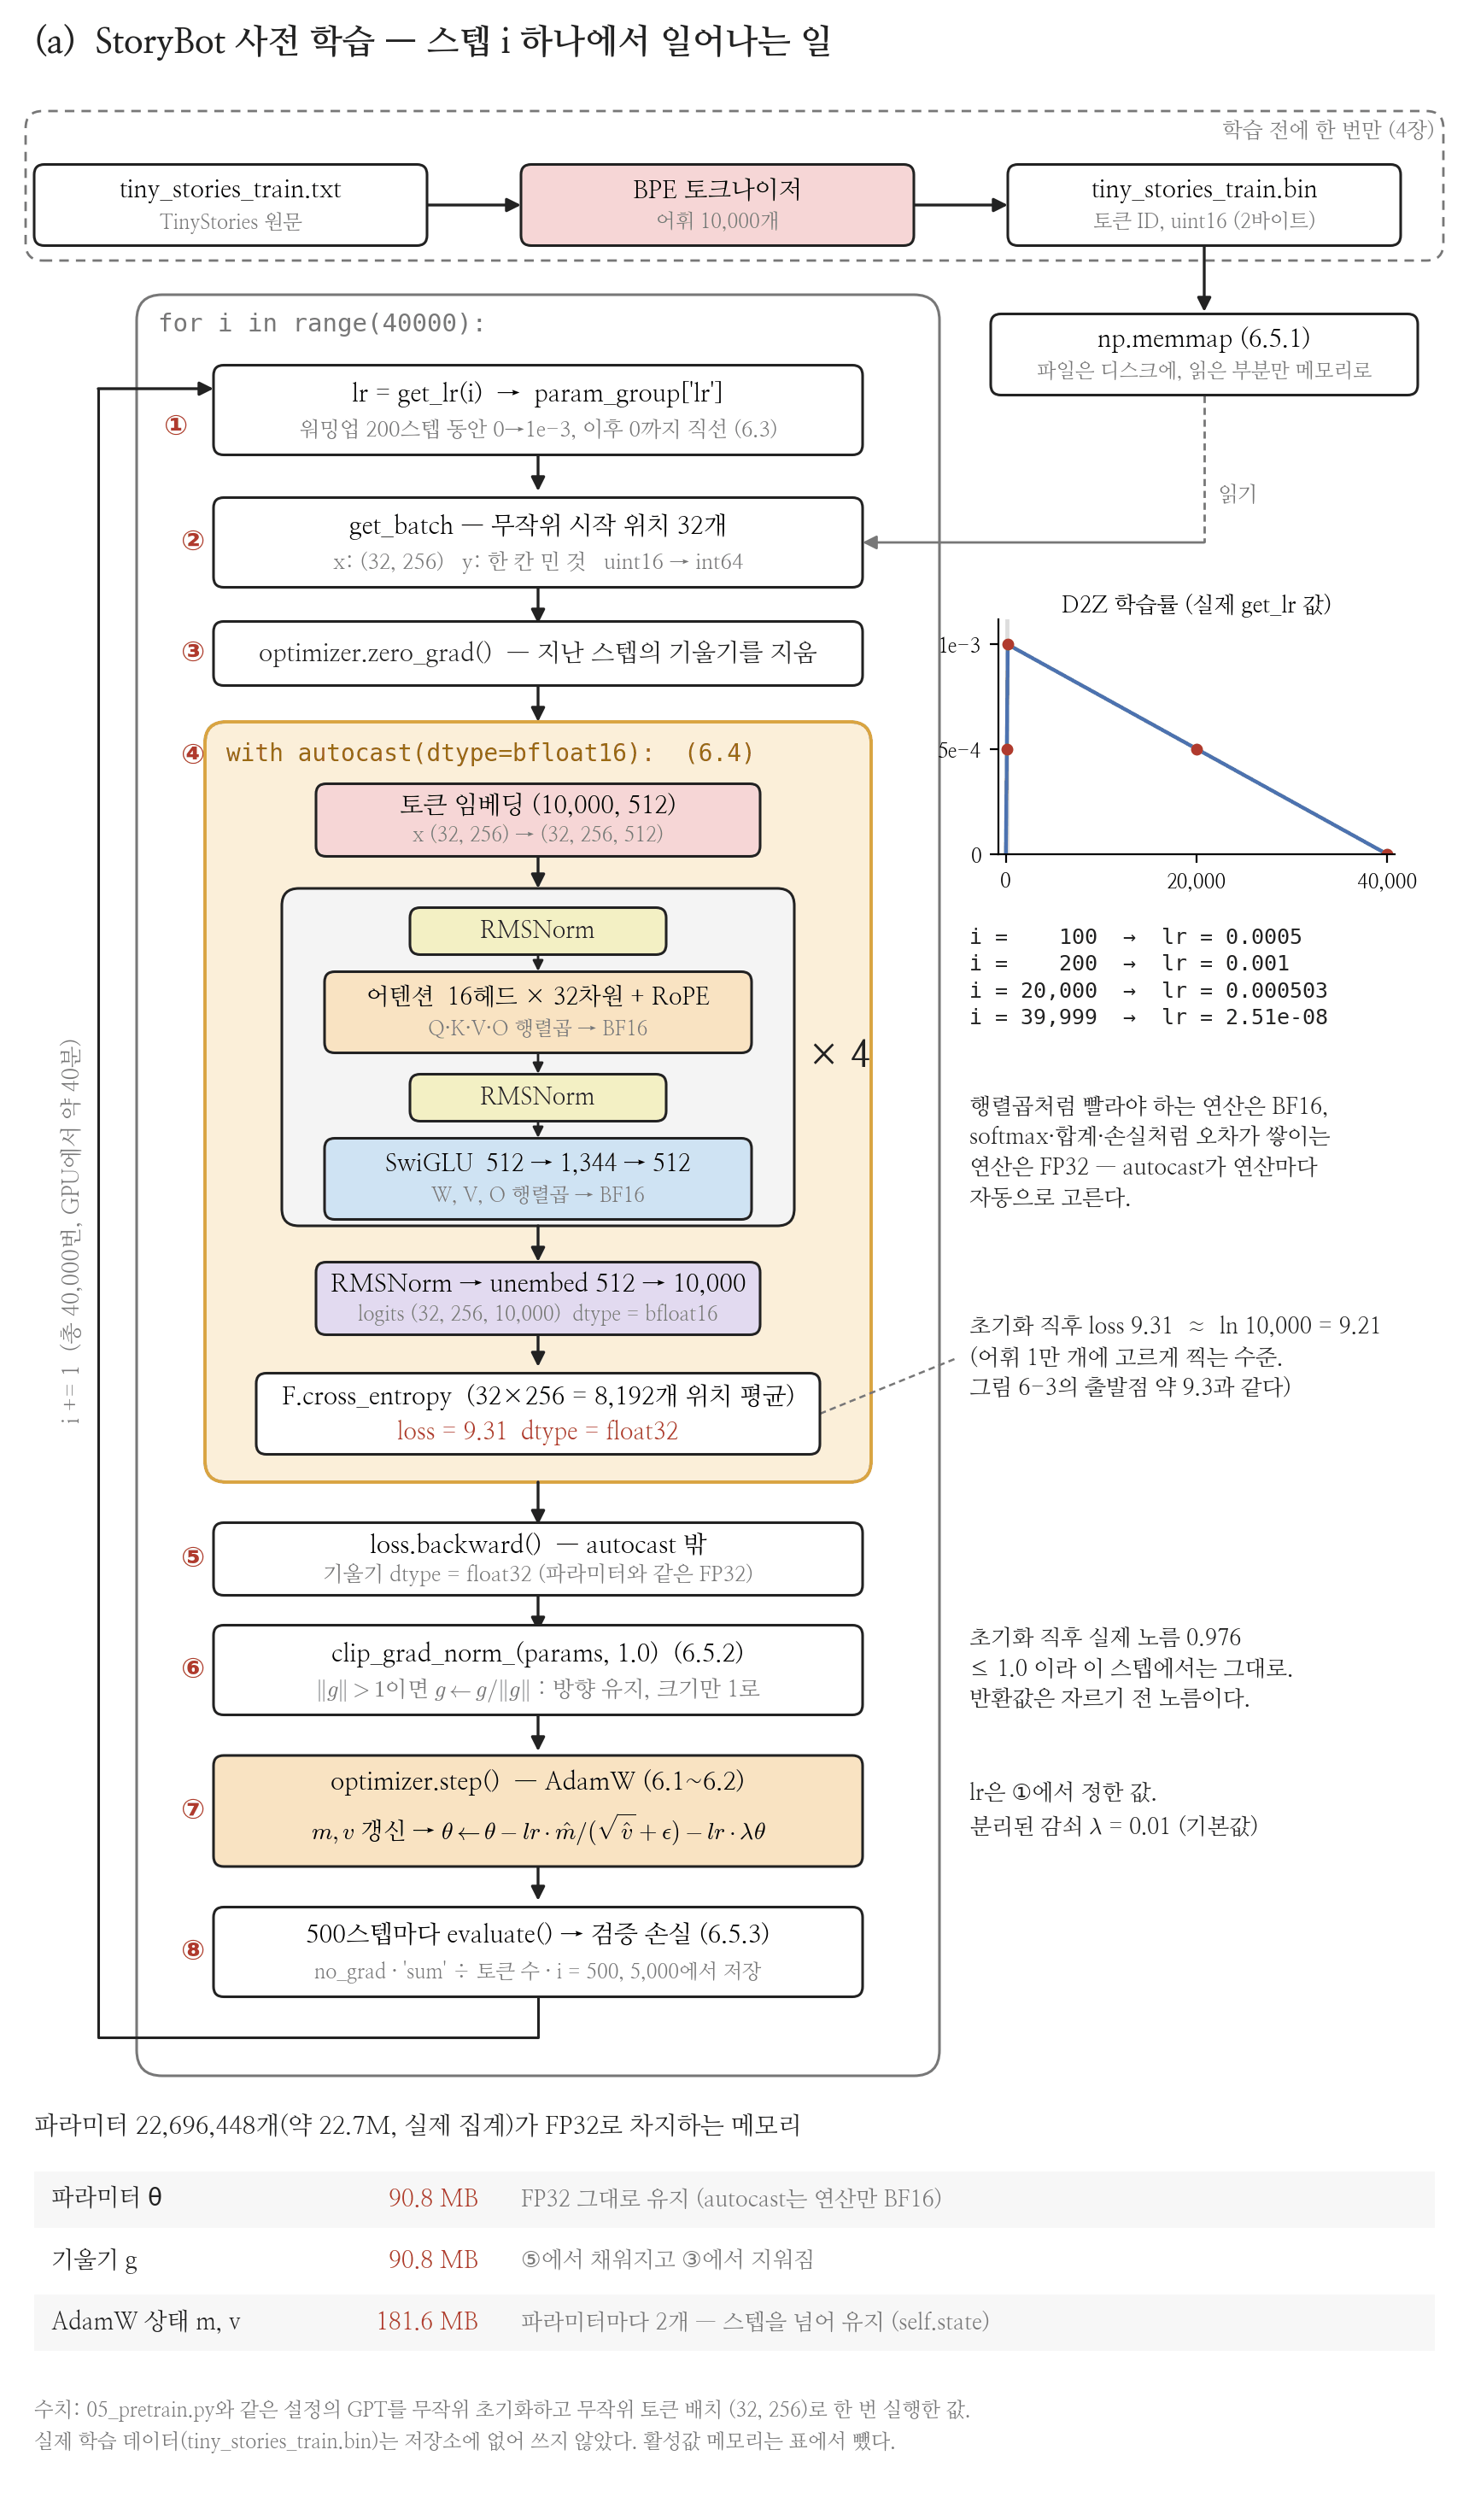 (a) StoryBot 사전 학습 — 스텝 i 하나에서 일어나는 일
학습 전에 한 번만 (4장)
tiny_stories_train.txt
TinyStories 원문
BPE 토크나이저
어휘 10,000개
tiny_stories_train.bin
토큰 ID, uint16 (2바이트)
np.memmap (6.5.1)
파일은 디스크에, 읽은 부분만 메모리로
읽기
for i in range(40000):
①
lr = get_lr(i) → param_group['lr']
워밍업 200스텝 동안 0→1e−3, 이후 0까지 직선 (6.3)
②
get_batch — 무작위 시작 위치 32개
x: (32, 256) y: 한 칸 민 것 uint16 → int64
③
optimizer.zero_grad() — 지난 스텝의 기울기를 지움
④
with autocast(dtype=bfloat16): (6.4)
토큰 임베딩 (10,000, 512)
x (32, 256) → (32, 256, 512)
RMSNorm
어텐션 16헤드 × 32차원 + RoPE
Q·K·V·O 행렬곱 → BF16
RMSNorm
SwiGLU 512 → 1,344 → 512
W, V, O 행렬곱 → BF16
× 4
RMSNorm → unembed 512 → 10,000
logits (32, 256, 10,000) dtype = bfloat16
F.cross_entropy (32×256 = 8,192개 위치 평균)
loss = 9.31 dtype = float32
⑤
loss.backward() — autocast 밖
기울기 dtype = float32 (파라미터와 같은 FP32)
⑥
clip_grad_norm_(params, 1.0) (6.5.2)
‖g‖ > 1이면 g ← g/‖g‖ : 방향 유지, 크기만 1로
⑦
optimizer.step() — AdamW (6.1~6.2)
m, v 갱신 → θ ← θ − lr · m̂/(√v̂ + ϵ) − lr · λθ
⑧
500스텝마다 evaluate() → 검증 손실 (6.5.3)
no_grad · 'sum' ÷ 토큰 수 · i = 500, 5,000에서 저장
i += 1 (총 40,000번, GPU에서 약 40분)
D2Z 학습률 (실제 get_lr 값)
1e−3
5e−4
0
0 20,000 40,000
i = 100 → lr = 0.0005
i = 200 → lr = 0.001
i = 20,000 → lr = 0.000503
i = 39,999 → lr = 2.51e-08
행렬곱처럼 빨라야 하는 연산은 BF16,
softmax·합계·손실처럼 오차가 쌓이는
연산은 FP32 — autocast가 연산마다
자동으로 고른다.
초기화 직후 loss 9.31 ≈ ln 10,000 = 9.21
(어휘 1만 개에 고르게 찍는 수준.
그림 6−3의 출발점 약 9.3과 같다)
초기화 직후 실제 노름 0.976
≤ 1.0 이라 이 스텝에서는 그대로.
반환값은 자르기 전 노름이다.
lr은 ①에서 정한 값.
분리된 감쇠 λ = 0.01 (기본값)
파라미터 22,696,448개(약 22.7M, 실제 집계)가 FP32로 차지하는 메모리
파라미터 θ 90.8 MB FP32 그대로 유지 (autocast는 연산만 BF16)
기울기 g 90.8 MB ⑤에서 채워지고 ③에서 지워짐
AdamW 상태 m, v 181.6 MB 파라미터마다 2개 — 스텝을 넘어 유지 (self.state)
수치: 05_pretrain.py와 같은 설정의 GPT를 무작위 초기화하고 무작위 토큰 배치 (32, 256)로 한 번 실행한 값.
실제 학습 데이터(tiny_stories_train.bin)는 저장소에 없어 쓰지 않았다. 활성값 메모리는 표에서 뺐다.